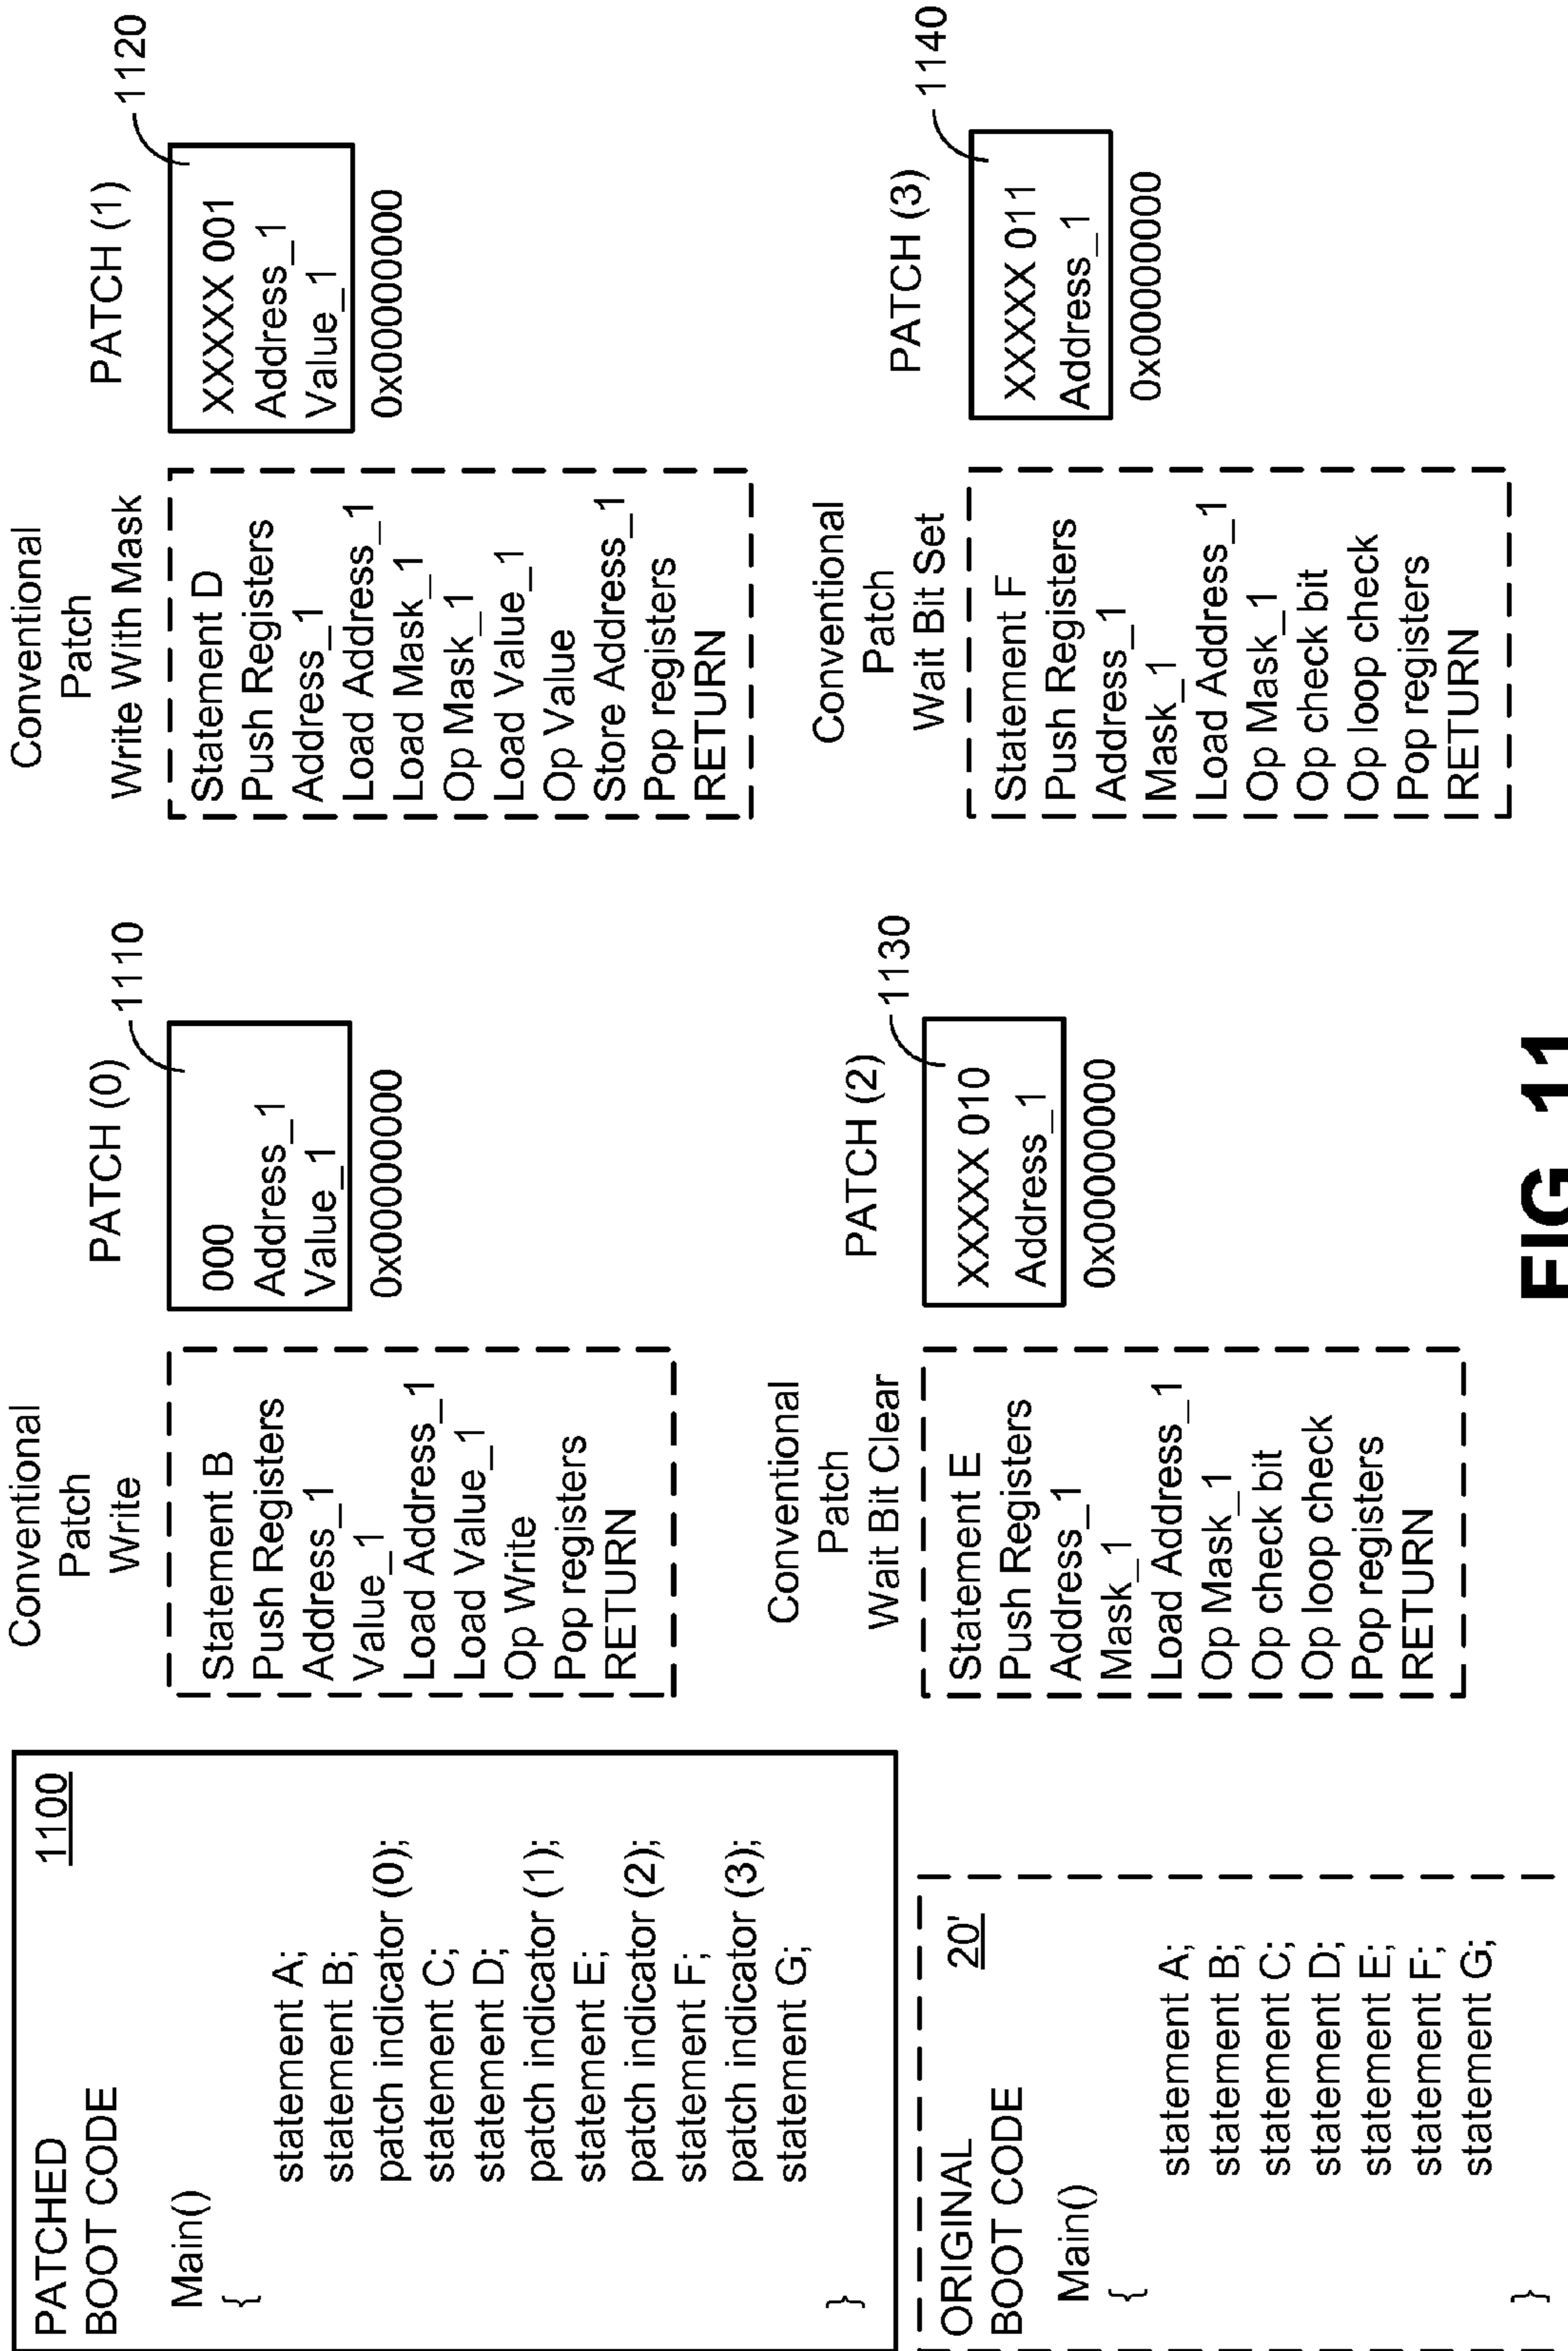 PATCHED
BOOT CODE
1100
Main()
{
statement A;
statement B;
patch indicator (0);
statement C;
statement D;
patch indicator (1);
statement E;
patch indicator (2);
statement F;
patch indicator (3);
statement G;
}
ORIGINAL
BOOT CODE
20'
Main()
{
statement A;
statement B;
statement C;
statement D;
statement E;
statement F;
statement G;
}
Conventional
Patch
Write
Statement B
Push Registers
Address_1
Value_1
Load Address_1
Load Value_1
Op Write
Pop registers
RETURN
PATCH (0)
1110
000
Address_1
Value_1
0x00000000
Conventional
Patch
Wait Bit Clear
Statement E
Push Registers
Address_1
Mask_1
Load Address_1
Op Mask_1
Op check bit
Op loop check
Pop registers
RETURN
PATCH (2)
1130
XXXXX 010
Address_1
0x00000000
Conventional
Patch
Write With Mask
Statement D
Push Registers
Address_1
Load Address_1
Load Mask_1
Op Mask_1
Load Value_1
Op Value
Store Address_1
Pop registers
RETURN
PATCH (1)
1120
XXXXX 001
Address_1
Value_1
0x00000000
Conventional
Patch
Wait Bit Set
Statement F
Push Registers
Address_1
Mask_1
Load Address_1
Op Mask_1
Op check bit
Op loop check
Pop registers
RETURN
PATCH (3)
1140
XXXXX 011
Address_1
0x00000000
FIG. 11